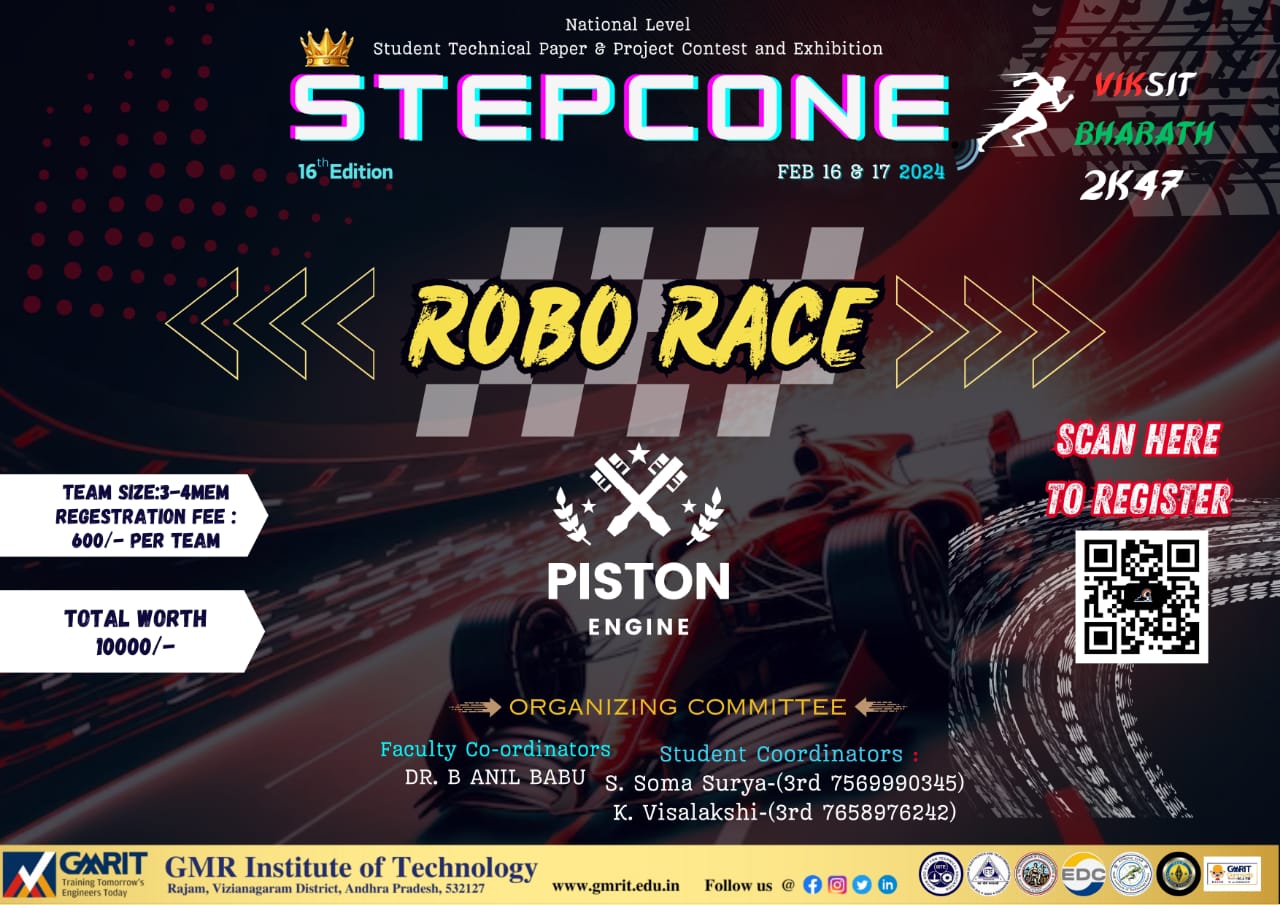 National Level
Student Technical Paper & Project Contest and Exhibition
STEPCONE
16th Edition
FEB 16 & 17 2024
VIKSIT
BHARATH
2K47
ROBO RACE
SCAN HERE
TO REGISTER
TEAM SIZE:3-4MEM
REGESTRATION FEE :
600/- PER TEAM
TOTAL WORTH
10000/-
PISTON
ENGINE
ORGANIZING COMMITTEE
Faculty Co-ordinators
DR. B ANIL BABU
Student Coordinators :
S. Soma Surya-(3rd 7569990345)
K. Visalakshi-(3rd 7658976242)
GMRIT
Training Tomorrow's
Engineers Today
GMR Institute of Technology
Rajam, Vizianagaram District, Andhra Pradesh, 532127
www.gmrit.edu.in
Follow us @
EDC
GMRIT